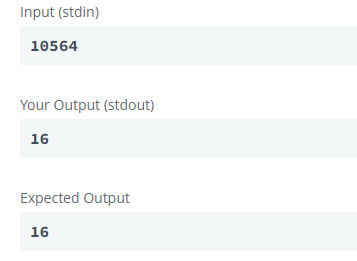 Input (stdin)
10564
Your Output (stdout)
16
Expected Output
16